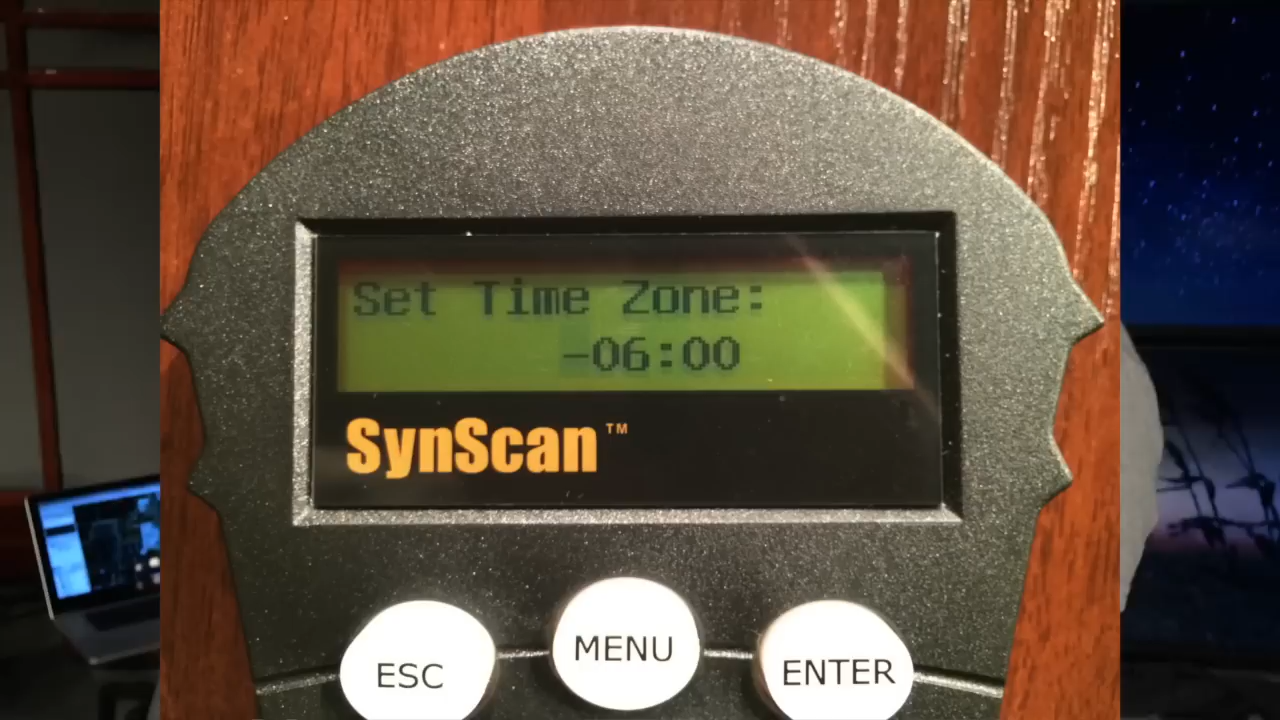 Set Time Zone:
-06:00
SynScan™
ESC
MENU
ENTER